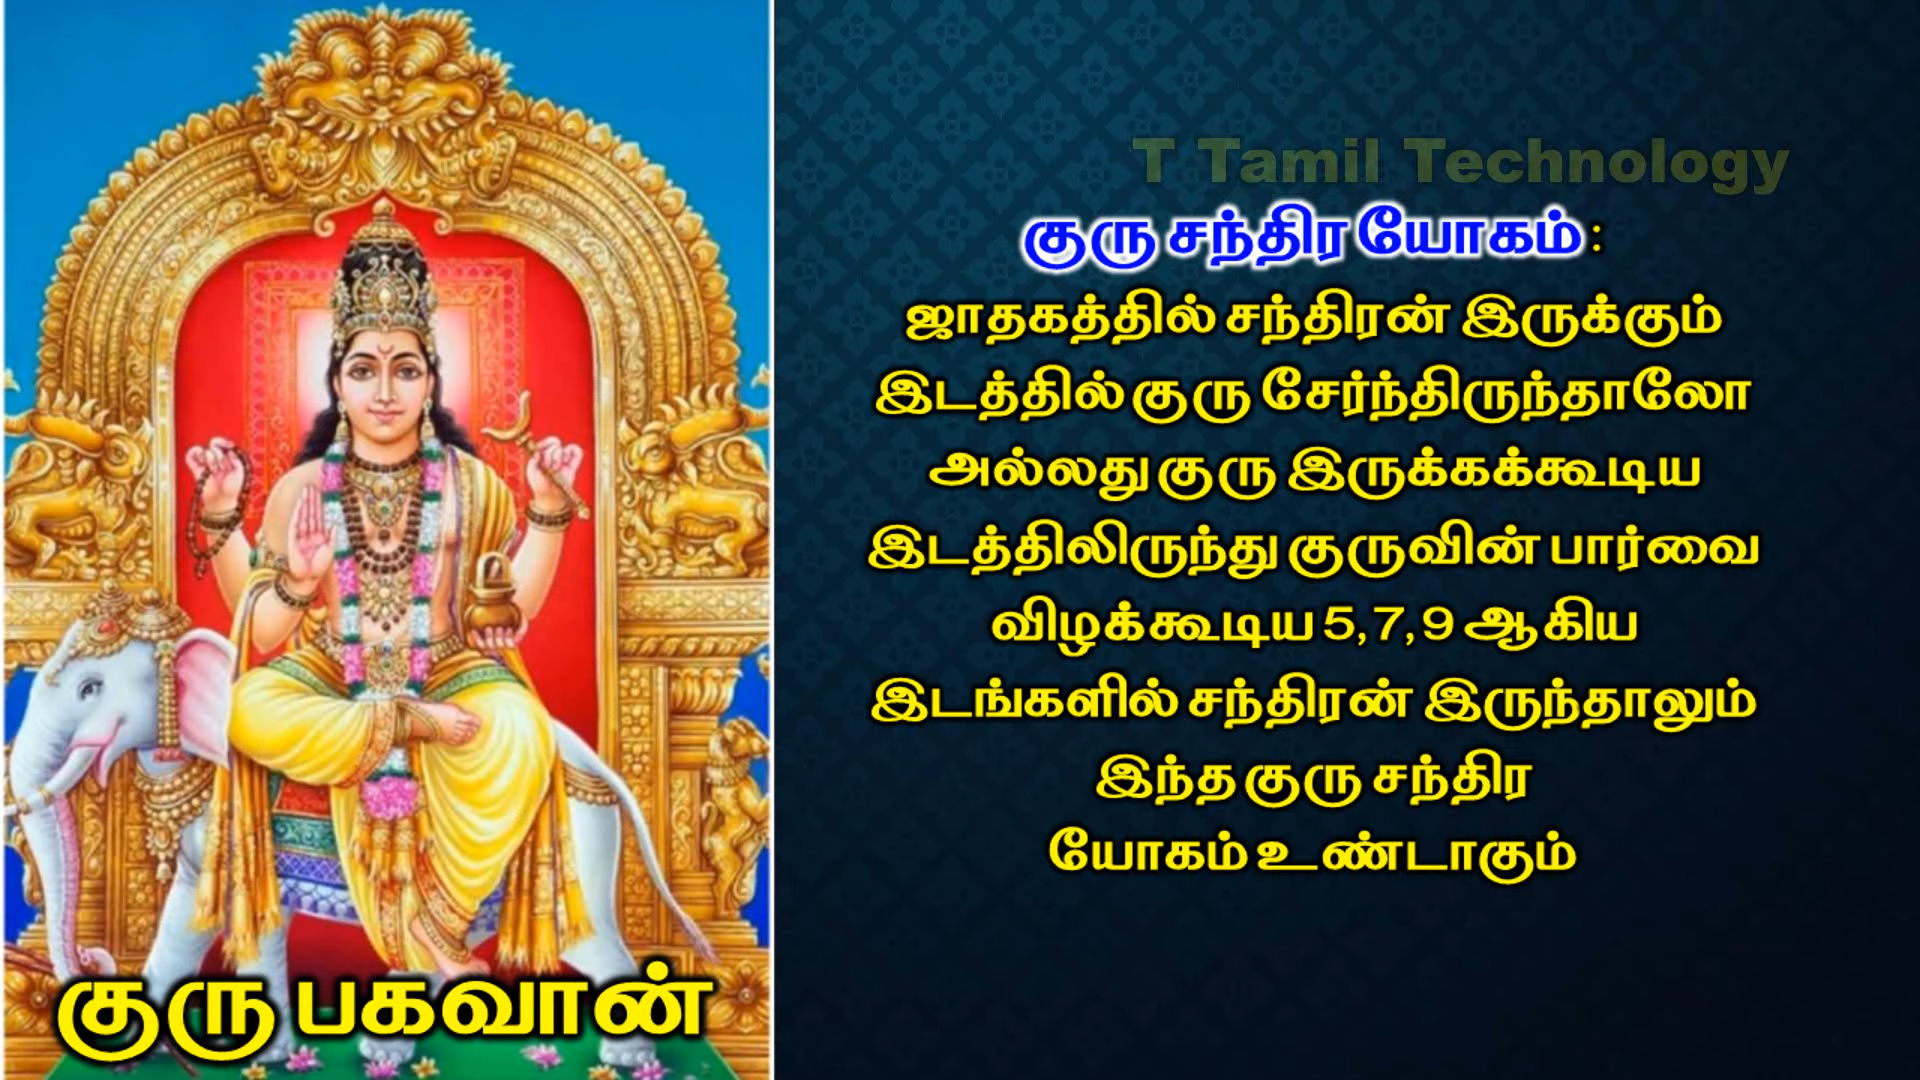 T Tamil Technology
குரு சந்திர யோகம் :
ஜாதகத்தில் சந்திரன் இருக்கும்
இடத்தில் குரு சேர்ந்திருந்தாலோ
அல்லது குரு இருக்கக்கூடிய
இடத்திலிருந்து குருவின் பார்வை
விழக்கூடிய 5, 7, 9 ஆகிய
இடங்களில் சந்திரன் இருந்தாலும்
இந்த குரு சந்திர
யோகம் உண்டாகும்
குரு பகவான்